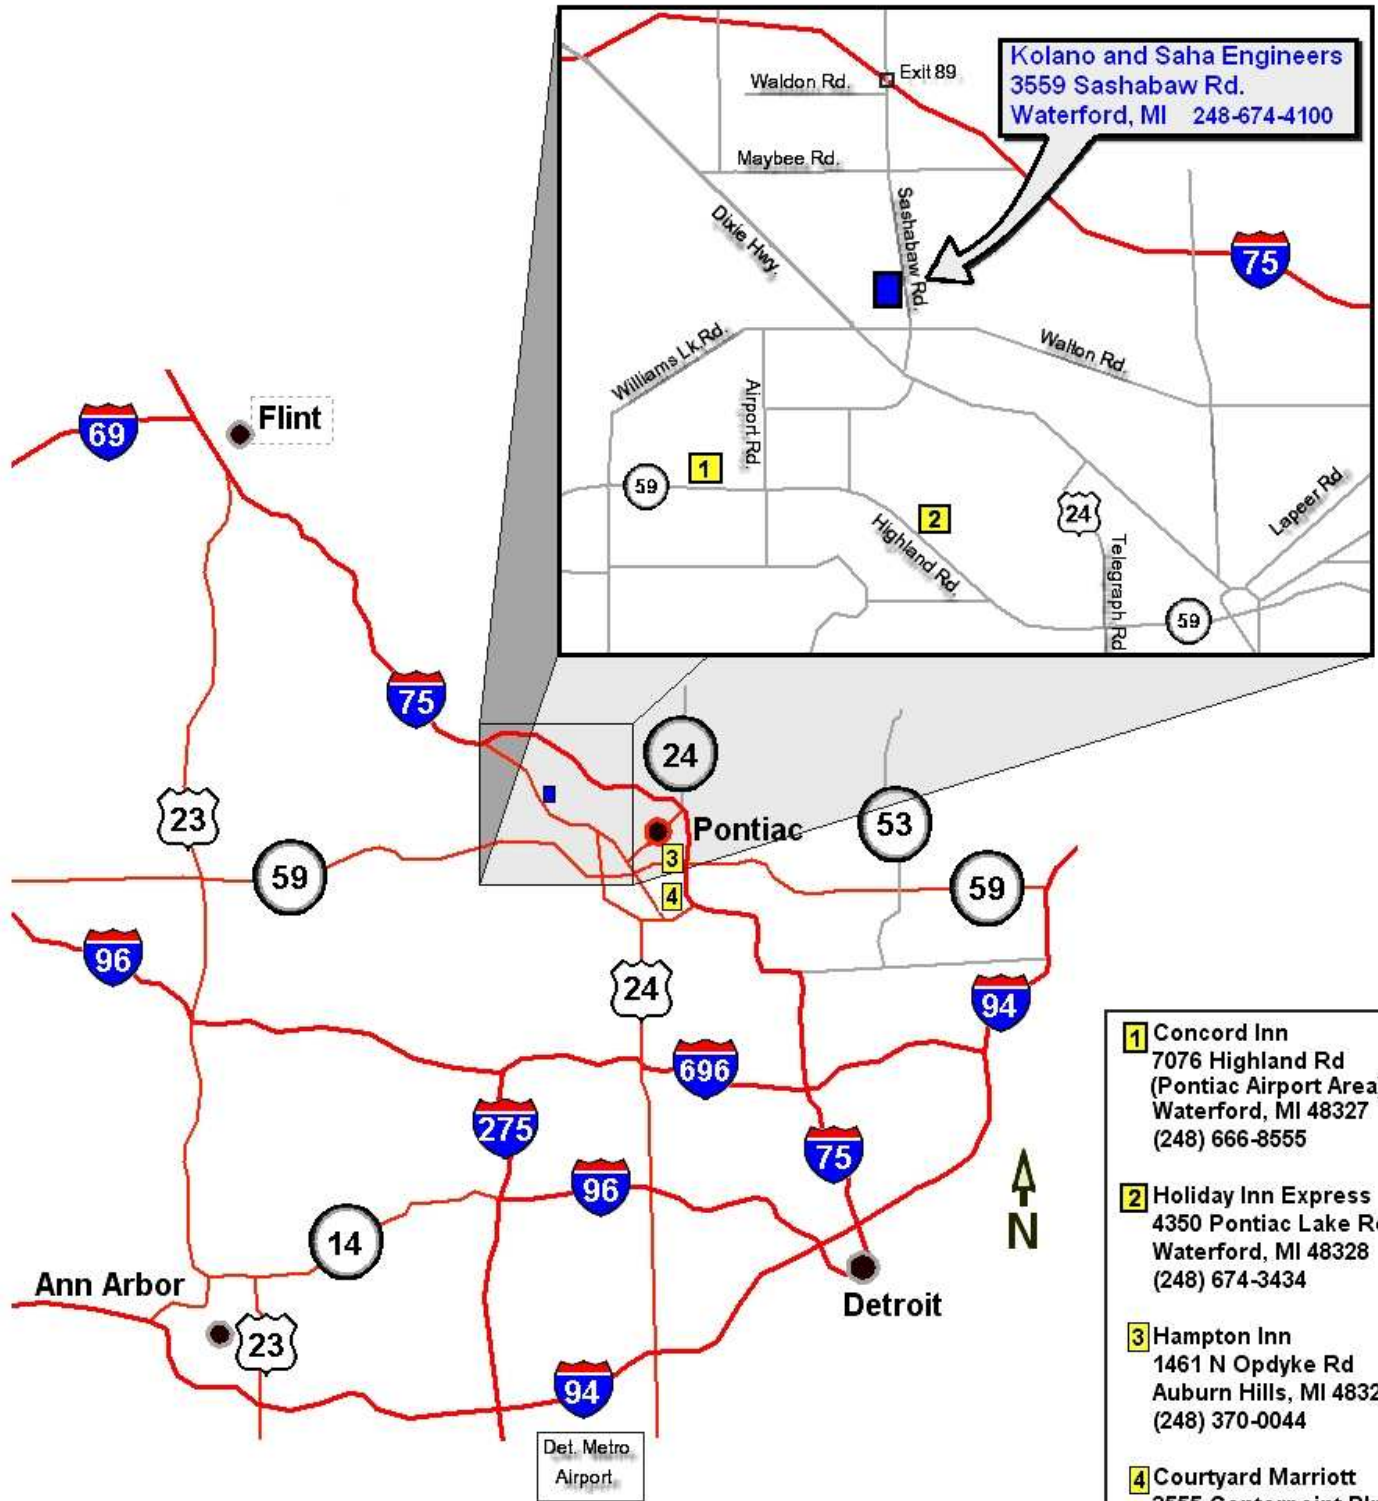 Kolano and Saha Engineers
3559 Sashabaw Rd.
Waterford, MI 248-674-4100
Exit 89
Waldon Rd.
Maybee Rd.
Sashabaw Rd.
Dixie Hwy.
75
Williams Lk.Rd.
Walton Rd.
Airport Rd.
1
59
2
Highland Rd.
24
Telegraph Rd
Lapeer Rd
59
69
Flint
75
24
23
53
Pontiac
59
3
59
4
96
24
94
696
275
75
96
14
N
Ann Arbor
Detroit
23
94
Det. Metro
Airport
1 Concord Inn
7076 Highland Rd
(Pontiac Airport Area
Waterford, MI 48327
(248) 666-8555
2 Holiday Inn Express
4350 Pontiac Lake
Waterford, MI 48328
(248) 674-3434
3 Hampton Inn
1461 N Opdyke Rd
Auburn Hills, MI 4832
(248) 370-0044
4 Courtyard Marriott